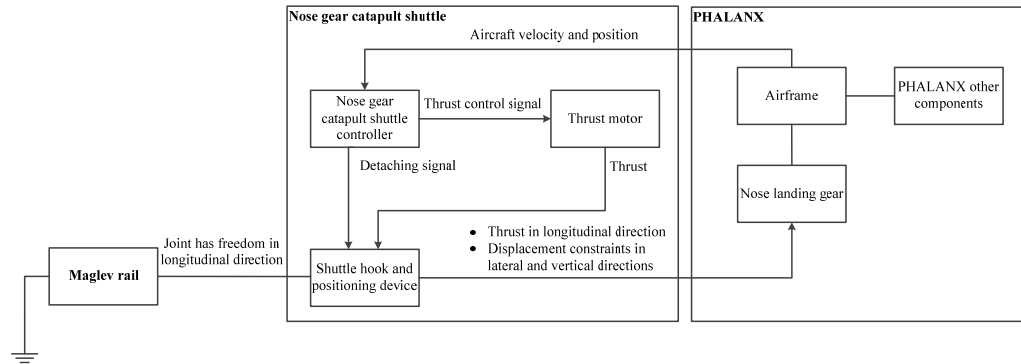 Nose gear catapult shuttle
PHALANX
Aircraft velocity and position
Nose gear
catapult shuttle
controller
Thrust control signal
Thrust motor
Airframe
PHALANX other
components
Detaching signal
Thrust
Nose landing gear
Joint has freedom in
longitudinal direction
• Thrust in longitudinal direction
• Displacement constraints in
lateral and vertical directions
Maglev rail
Shuttle hook and
positioning device